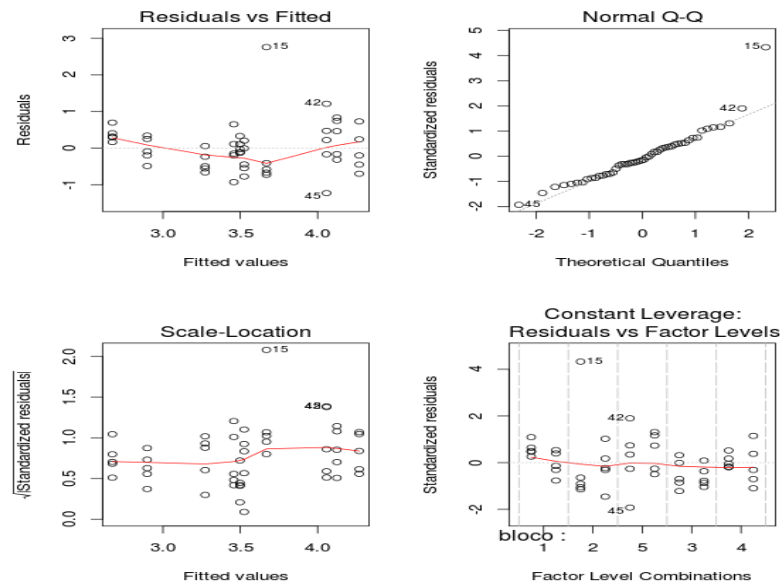 Residuals vs Fitted
Residuals
3
2
1
0
-1
15
42
45
3.0 3.5 4.0
Fitted values
Normal Q-Q
Standardized residuals
5
4
3
2
1
0
-1
-2
15
42
45
-2 -1 0 1 2
Theoretical Quantiles
Scale-Location
√|Standardized residuals|
2.0
1.5
1.0
0.5
0.0
15
3.0 3.5 4.0
Fitted values
Constant Leverage:
Residuals vs Factor Levels
Standardized residuals
4
2
0
-2
15
42
45
bloco :
1 2 5 3 4
Factor Level Combinations